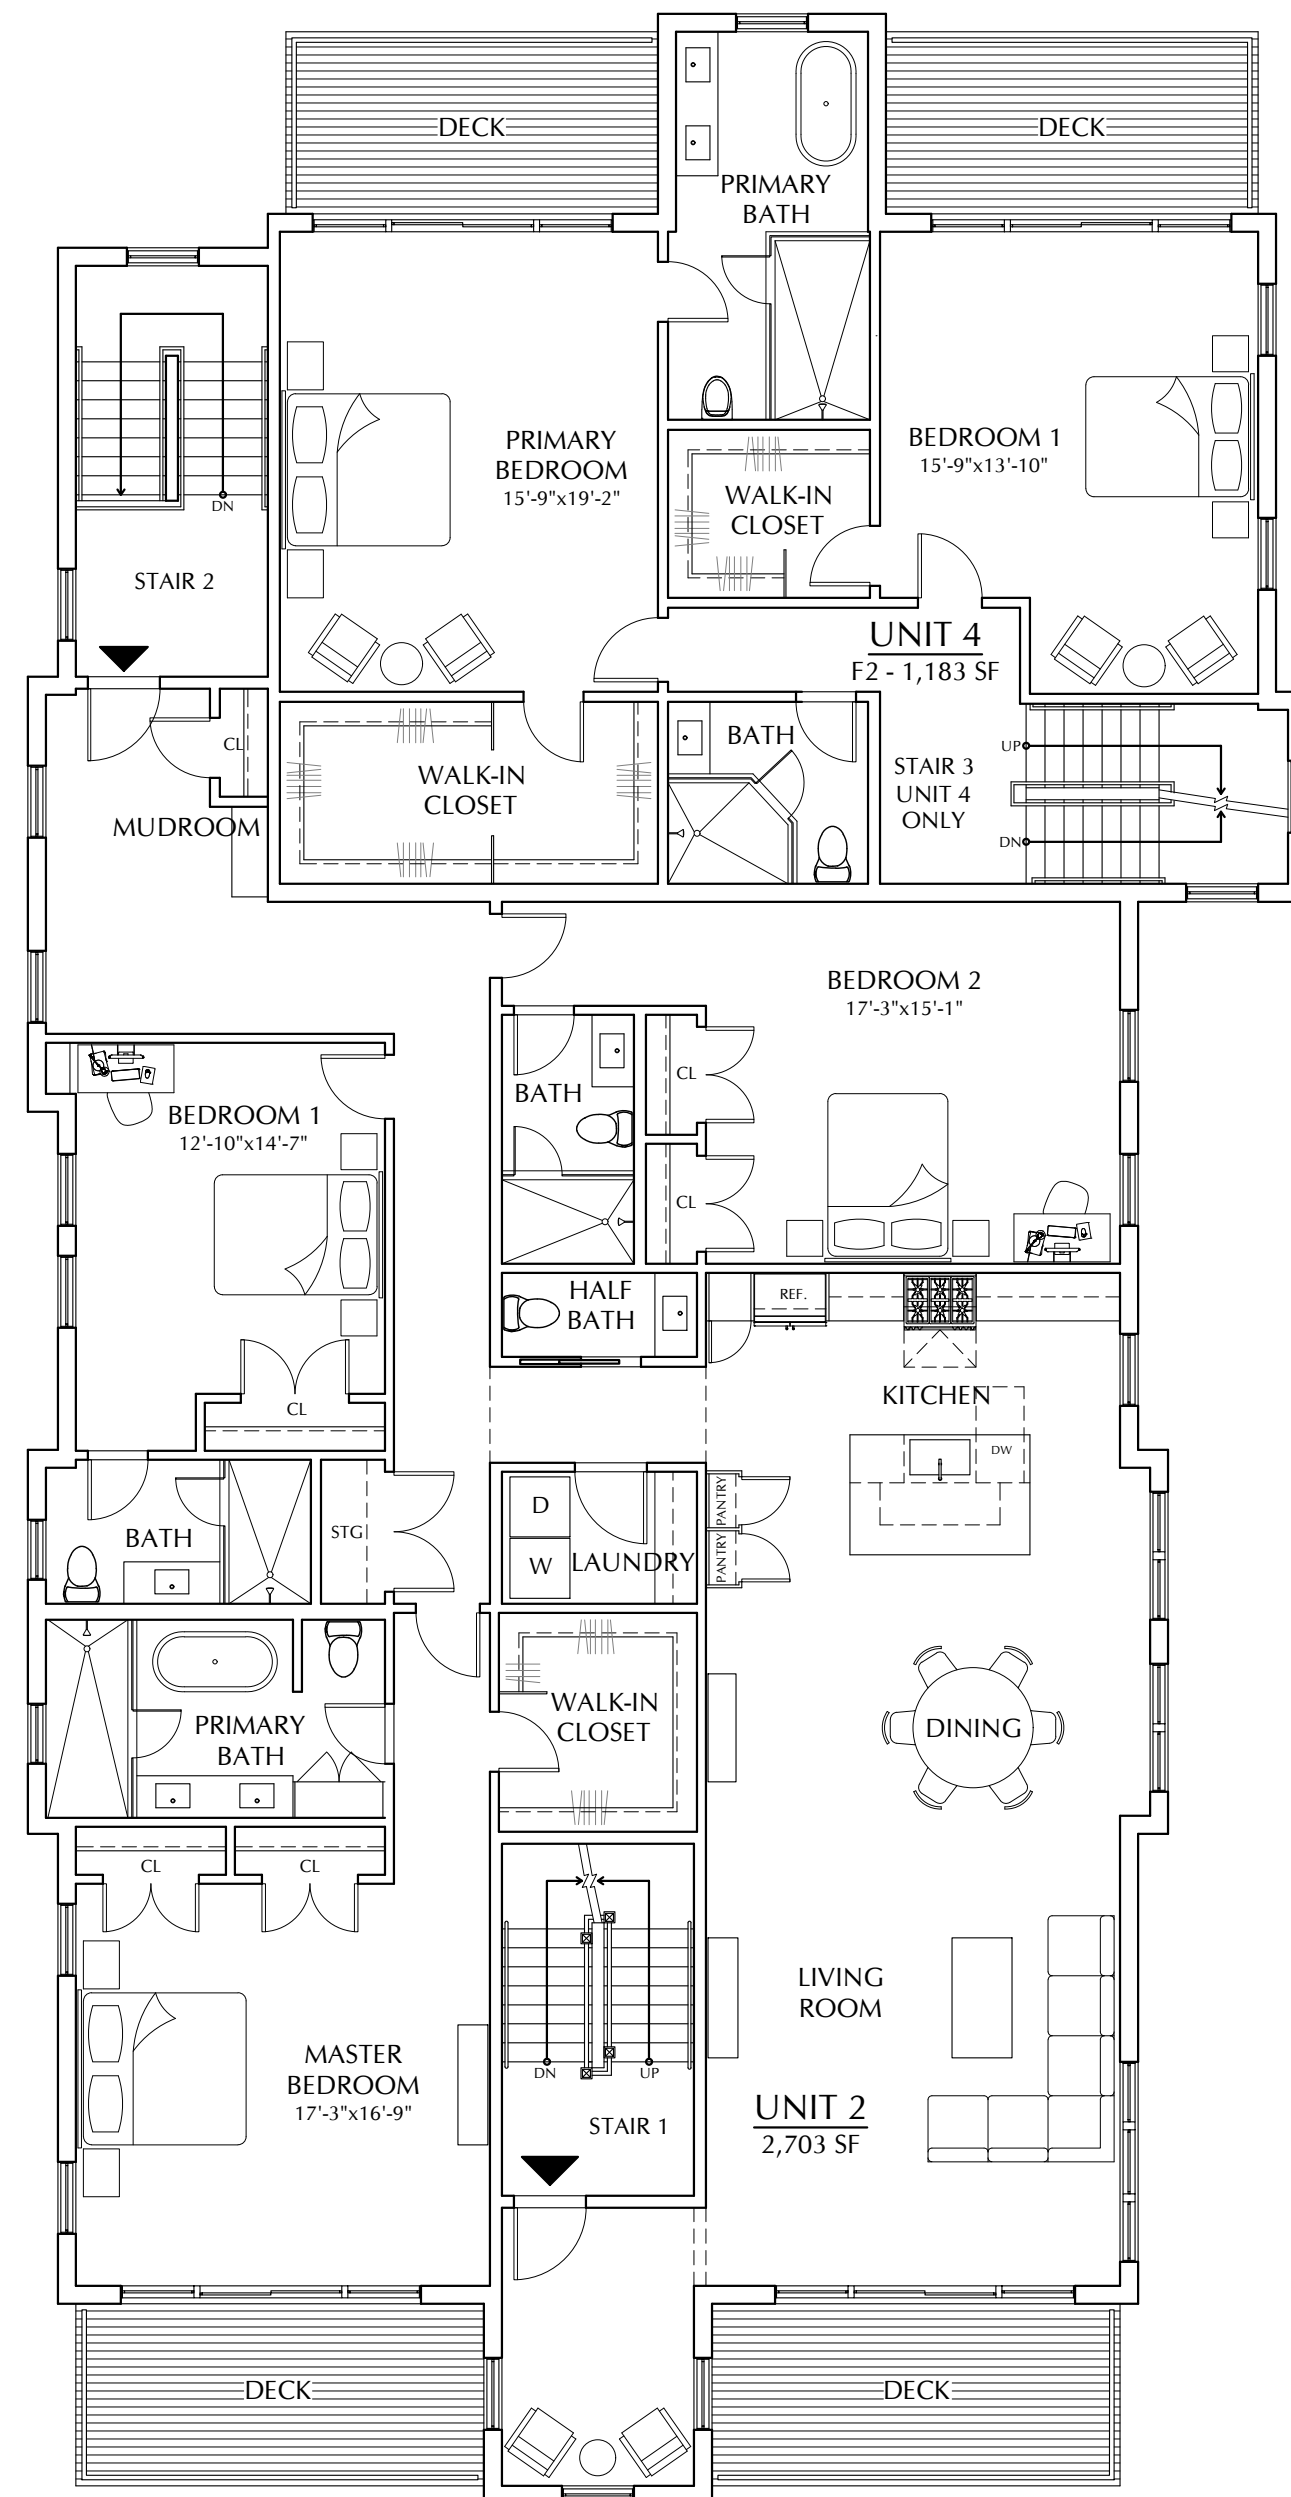 DECK
DECK
PRIMARY
BATH
PRIMARY
BEDROOM
15'-9"x19'-2"
BEDROOM 1
15'-9"x13'-10"
WALK-IN
CLOSET
DN
STAIR 2
UNIT 4
F2 - 1,183 SF
CL
WALK-IN
CLOSET
BATH
UP
STAIR 3
UNIT 4
ONLY
DN
MUDROOM
BEDROOM 2
17'-3"x15'-1"
BATH
CL
CL
BEDROOM 1
12'-10"x14'-7"
HALF
BATH
REF.
KITCHEN
CL
DW
PANTRY
PANTRY
D
W
LAUNDRY
STG
BATH
WALK-IN
CLOSET
PRIMARY
BATH
DINING
CL
CL
LIVING
ROOM
MASTER
BEDROOM
17'-3"x16'-9"
DN
UP
STAIR 1
UNIT 2
2,703 SF
DECK
DECK